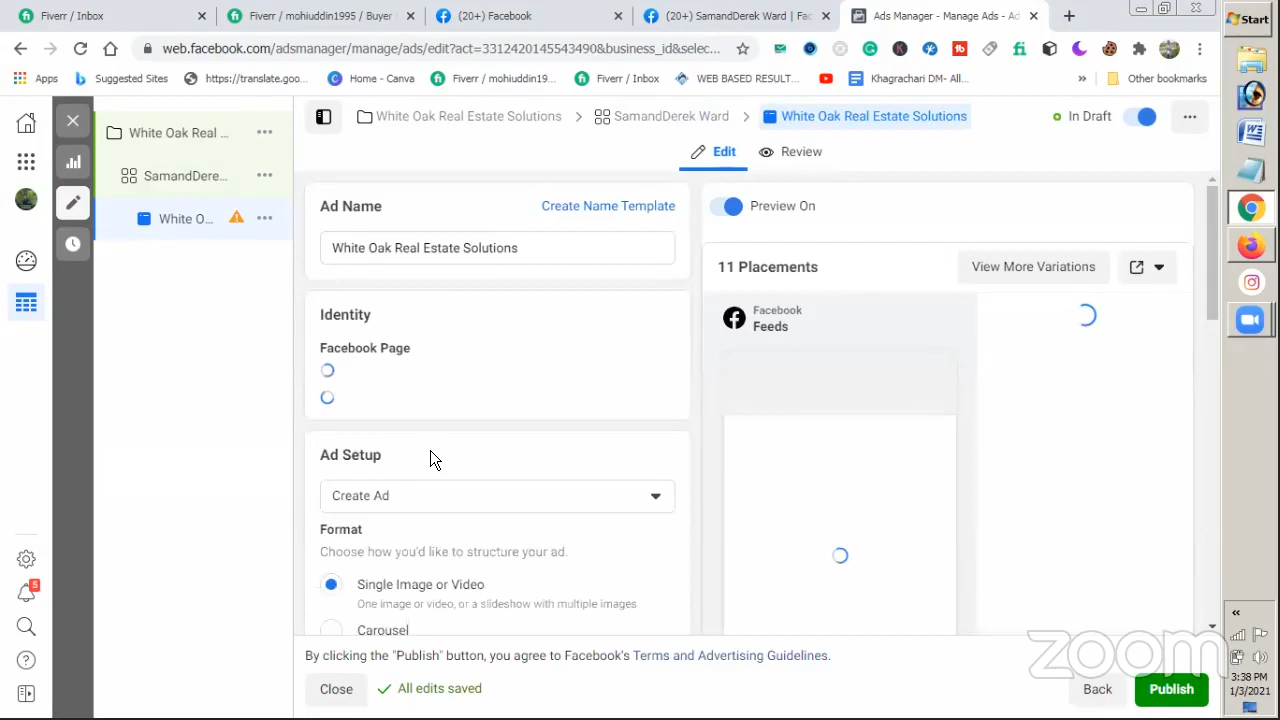 Fiverr / Inbox
Fiverr / mohiuddin1995 / Buyer
(20+) Facebook
(20+) SamandDerek Ward | Fac
Ads Manager - Manage Ads - Ad
web.facebook.com/adsmanager/manage/ads/edit?act=3312420145543490&business_id&selec...
Apps
Suggested Sites
https://translate.goo...
Home - Canva
Fiverr / mohiuddin19...
Fiverr / Inbox
WEB BASED RESULT...
Khagrachari DM- All...
»
Other bookmarks
Start
White Oak Real Estate Solutions
SamandDerek Ward
White Oak Real Estate Solutions
In Draft
White Oak Real ...
SamandDere...
White O...
Edit
Review
Ad Name
Create Name Template
White Oak Real Estate Solutions
Preview On
11 Placements
View More Variations
Identity
Facebook Page
Facebook
Feeds
Ad Setup
Create Ad
Format
Choose how you'd like to structure your ad.
Single Image or Video
One image or video, or a slideshow with multiple images
Carousel
By clicking the "Publish" button, you agree to Facebook's Terms and Advertising Guidelines.
Close
All edits saved
Back
Publish
5
zoom
3:38 PM
1/3/2021